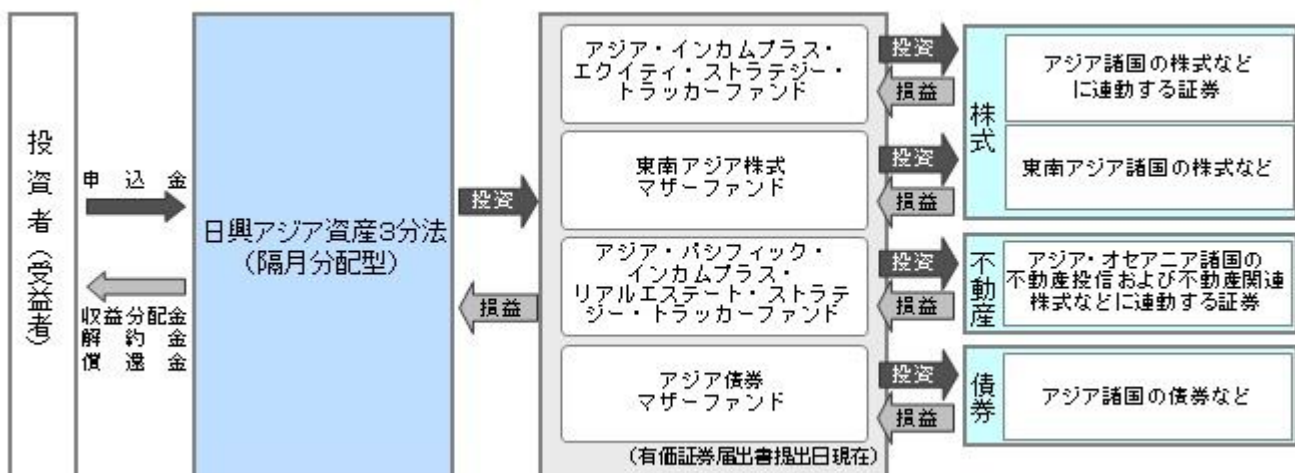 投資者(受益者)
申込金
収益分配金
解約金
償還金
日興アジア資産3分法
(隔月分配型)
投資
損益
アジア・インカムプラス・
エクイティ・ストラテジー・
トラッカーファンド
東南アジア株式
マザーファンド
アジア・パシフィック・
インカムプラス・
リアルエステート・ストラテ
ジー・トラッカーファンド
アジア債券
マザーファンド
(有価証券届出書提出日現在)
投資
損益
投資
損益
投資
損益
投資
損益
株式
アジア諸国の株式など
に連動する証券
東南アジア諸国の株式など
不動産
アジア・オセアニア諸国の
不動産投信および不動産関連
株式などに連動する証券
債券
アジア諸国の債券など